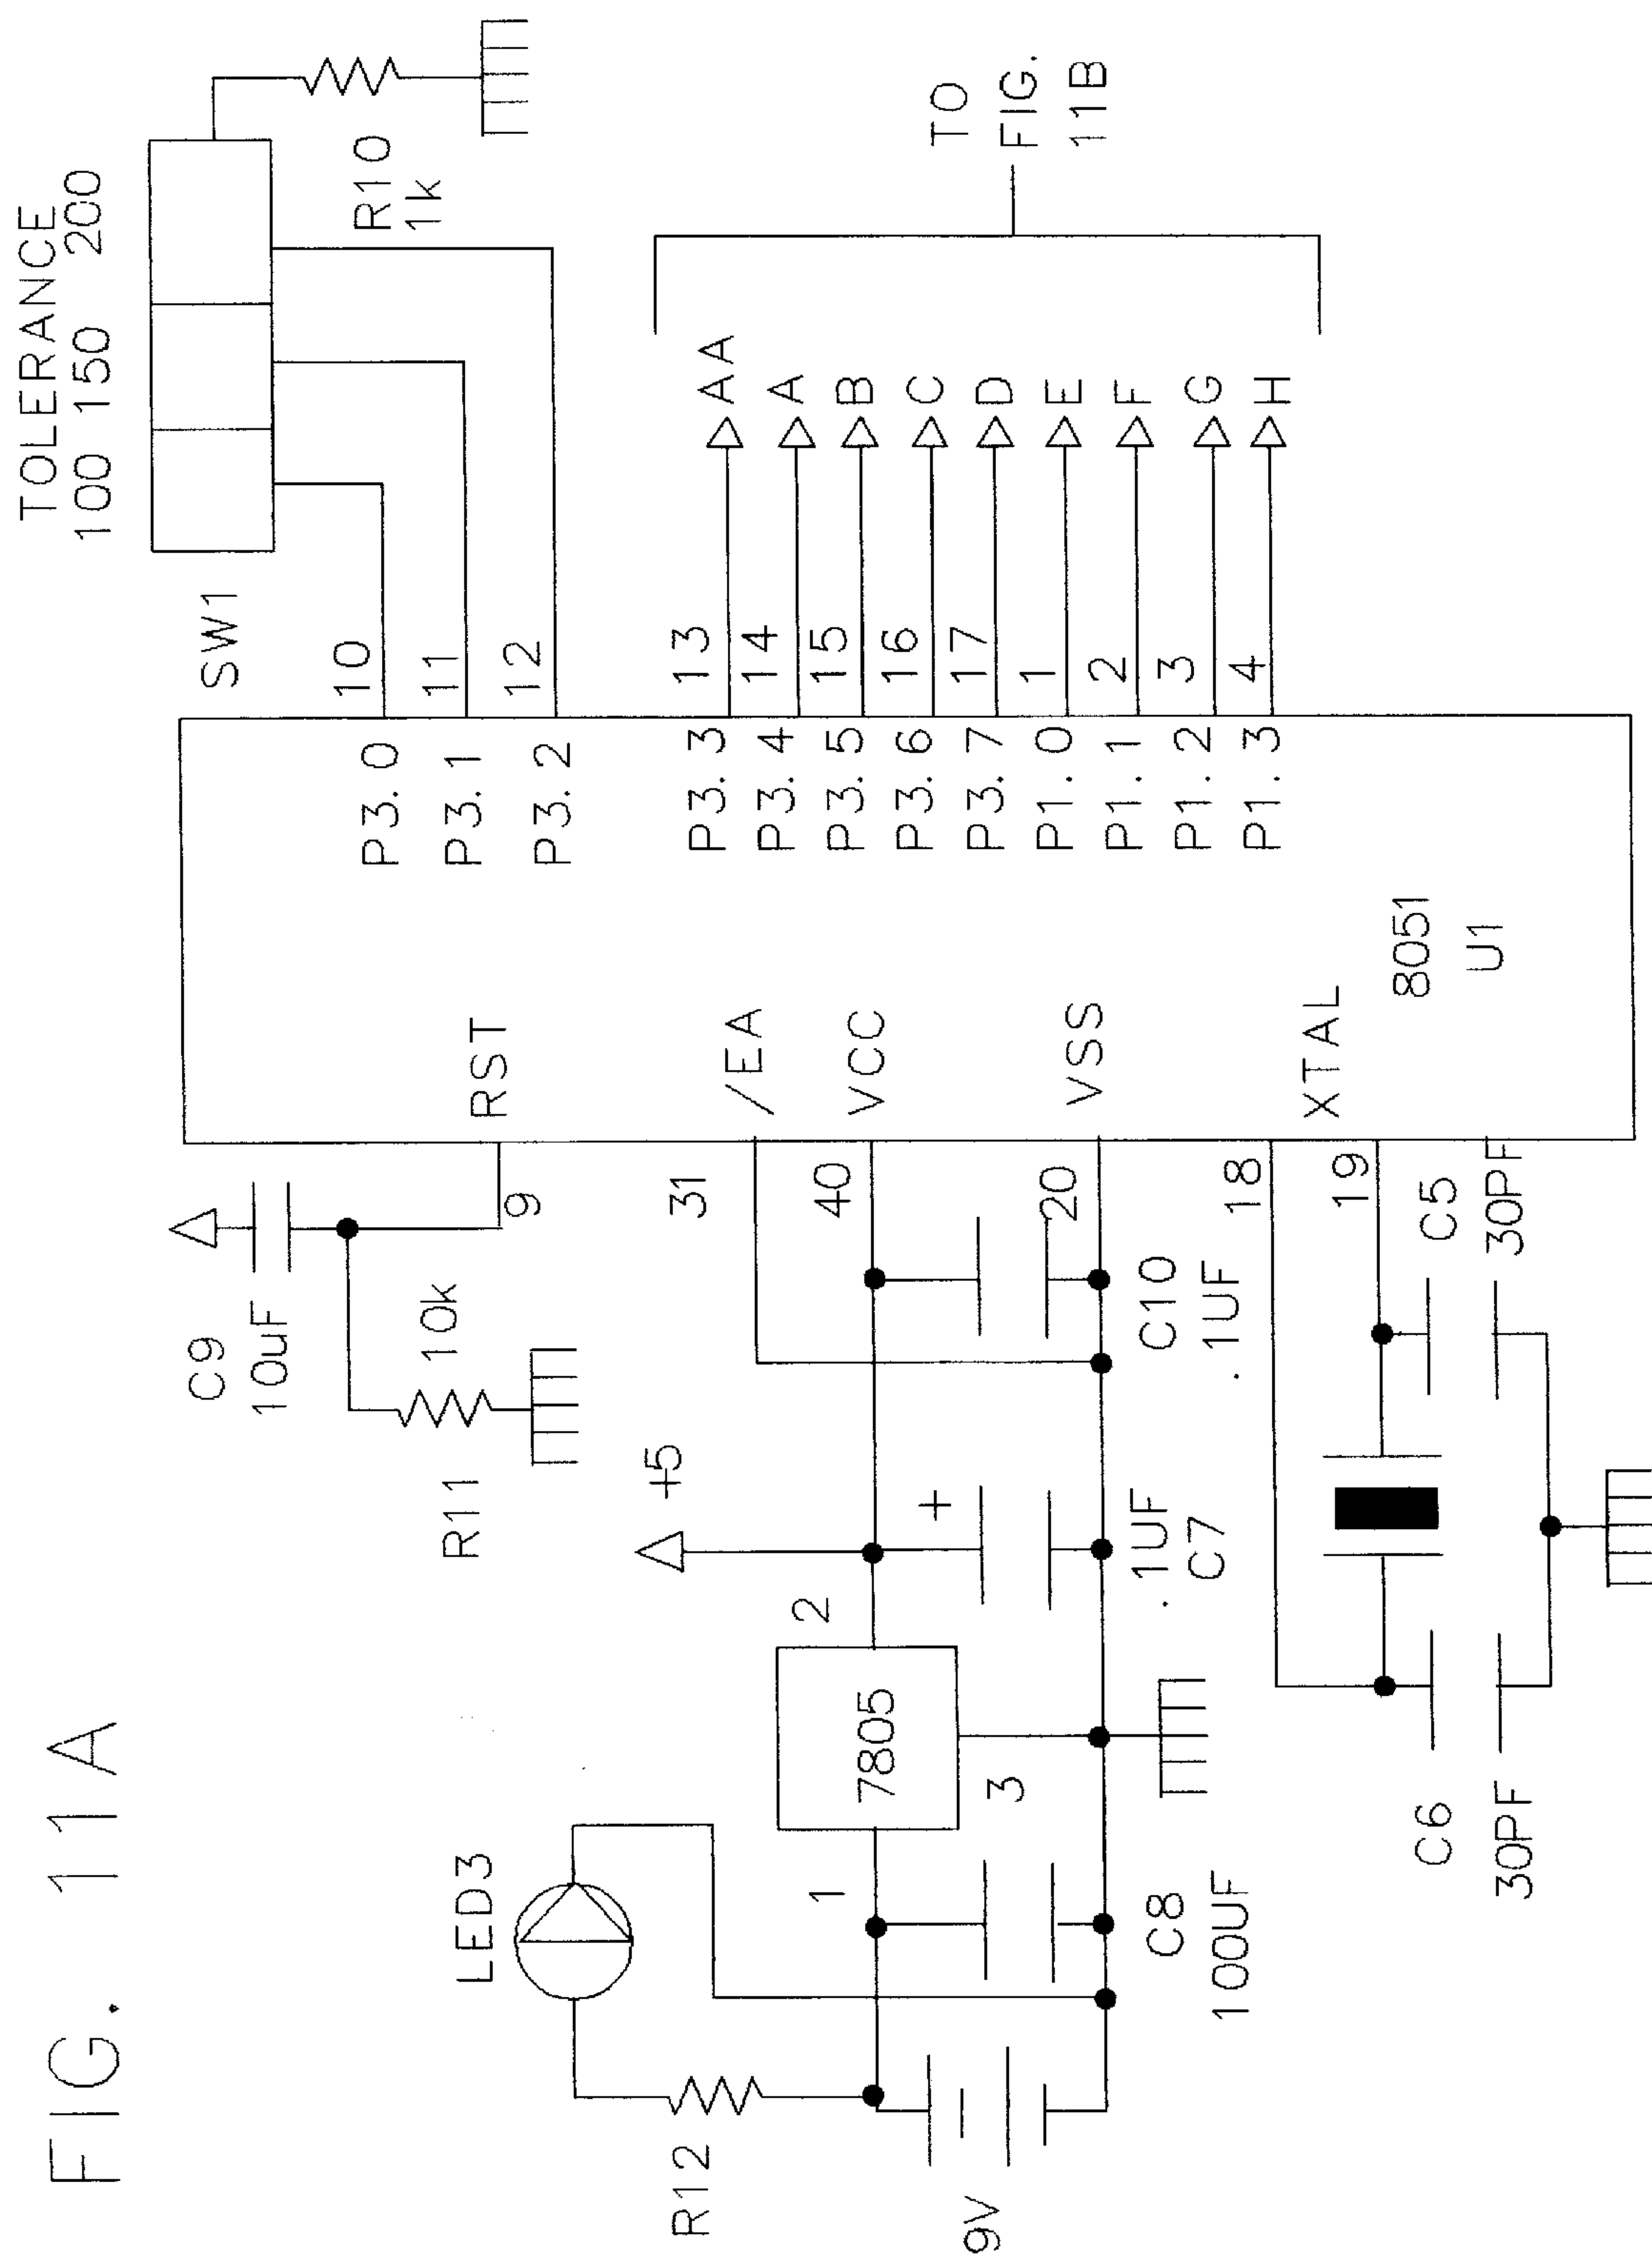 FIG. 11A
TOLERANCE
100 150 200
SW1
R10
1k
C9
10uF
R11
10k
RST
9
P3.0
10
P3.1
11
P3.2
12
LED3
R12
+5
/EA
31
7805
1
2
3
VCC
40
9V
+
VSS
20
C8
100UF
.1UF
C7
C10
.1UF
P3.3
13
AA
P3.4
14
A
P3.5
15
B
P3.6
16
C
P3.7
17
D
P1.0
1
E
P1.1
2
F
P1.2
3
G
P1.3
4
H
TO
FIG.
11B
XTAL
18
19
8051
U1
C6
30PF
C5
30PF